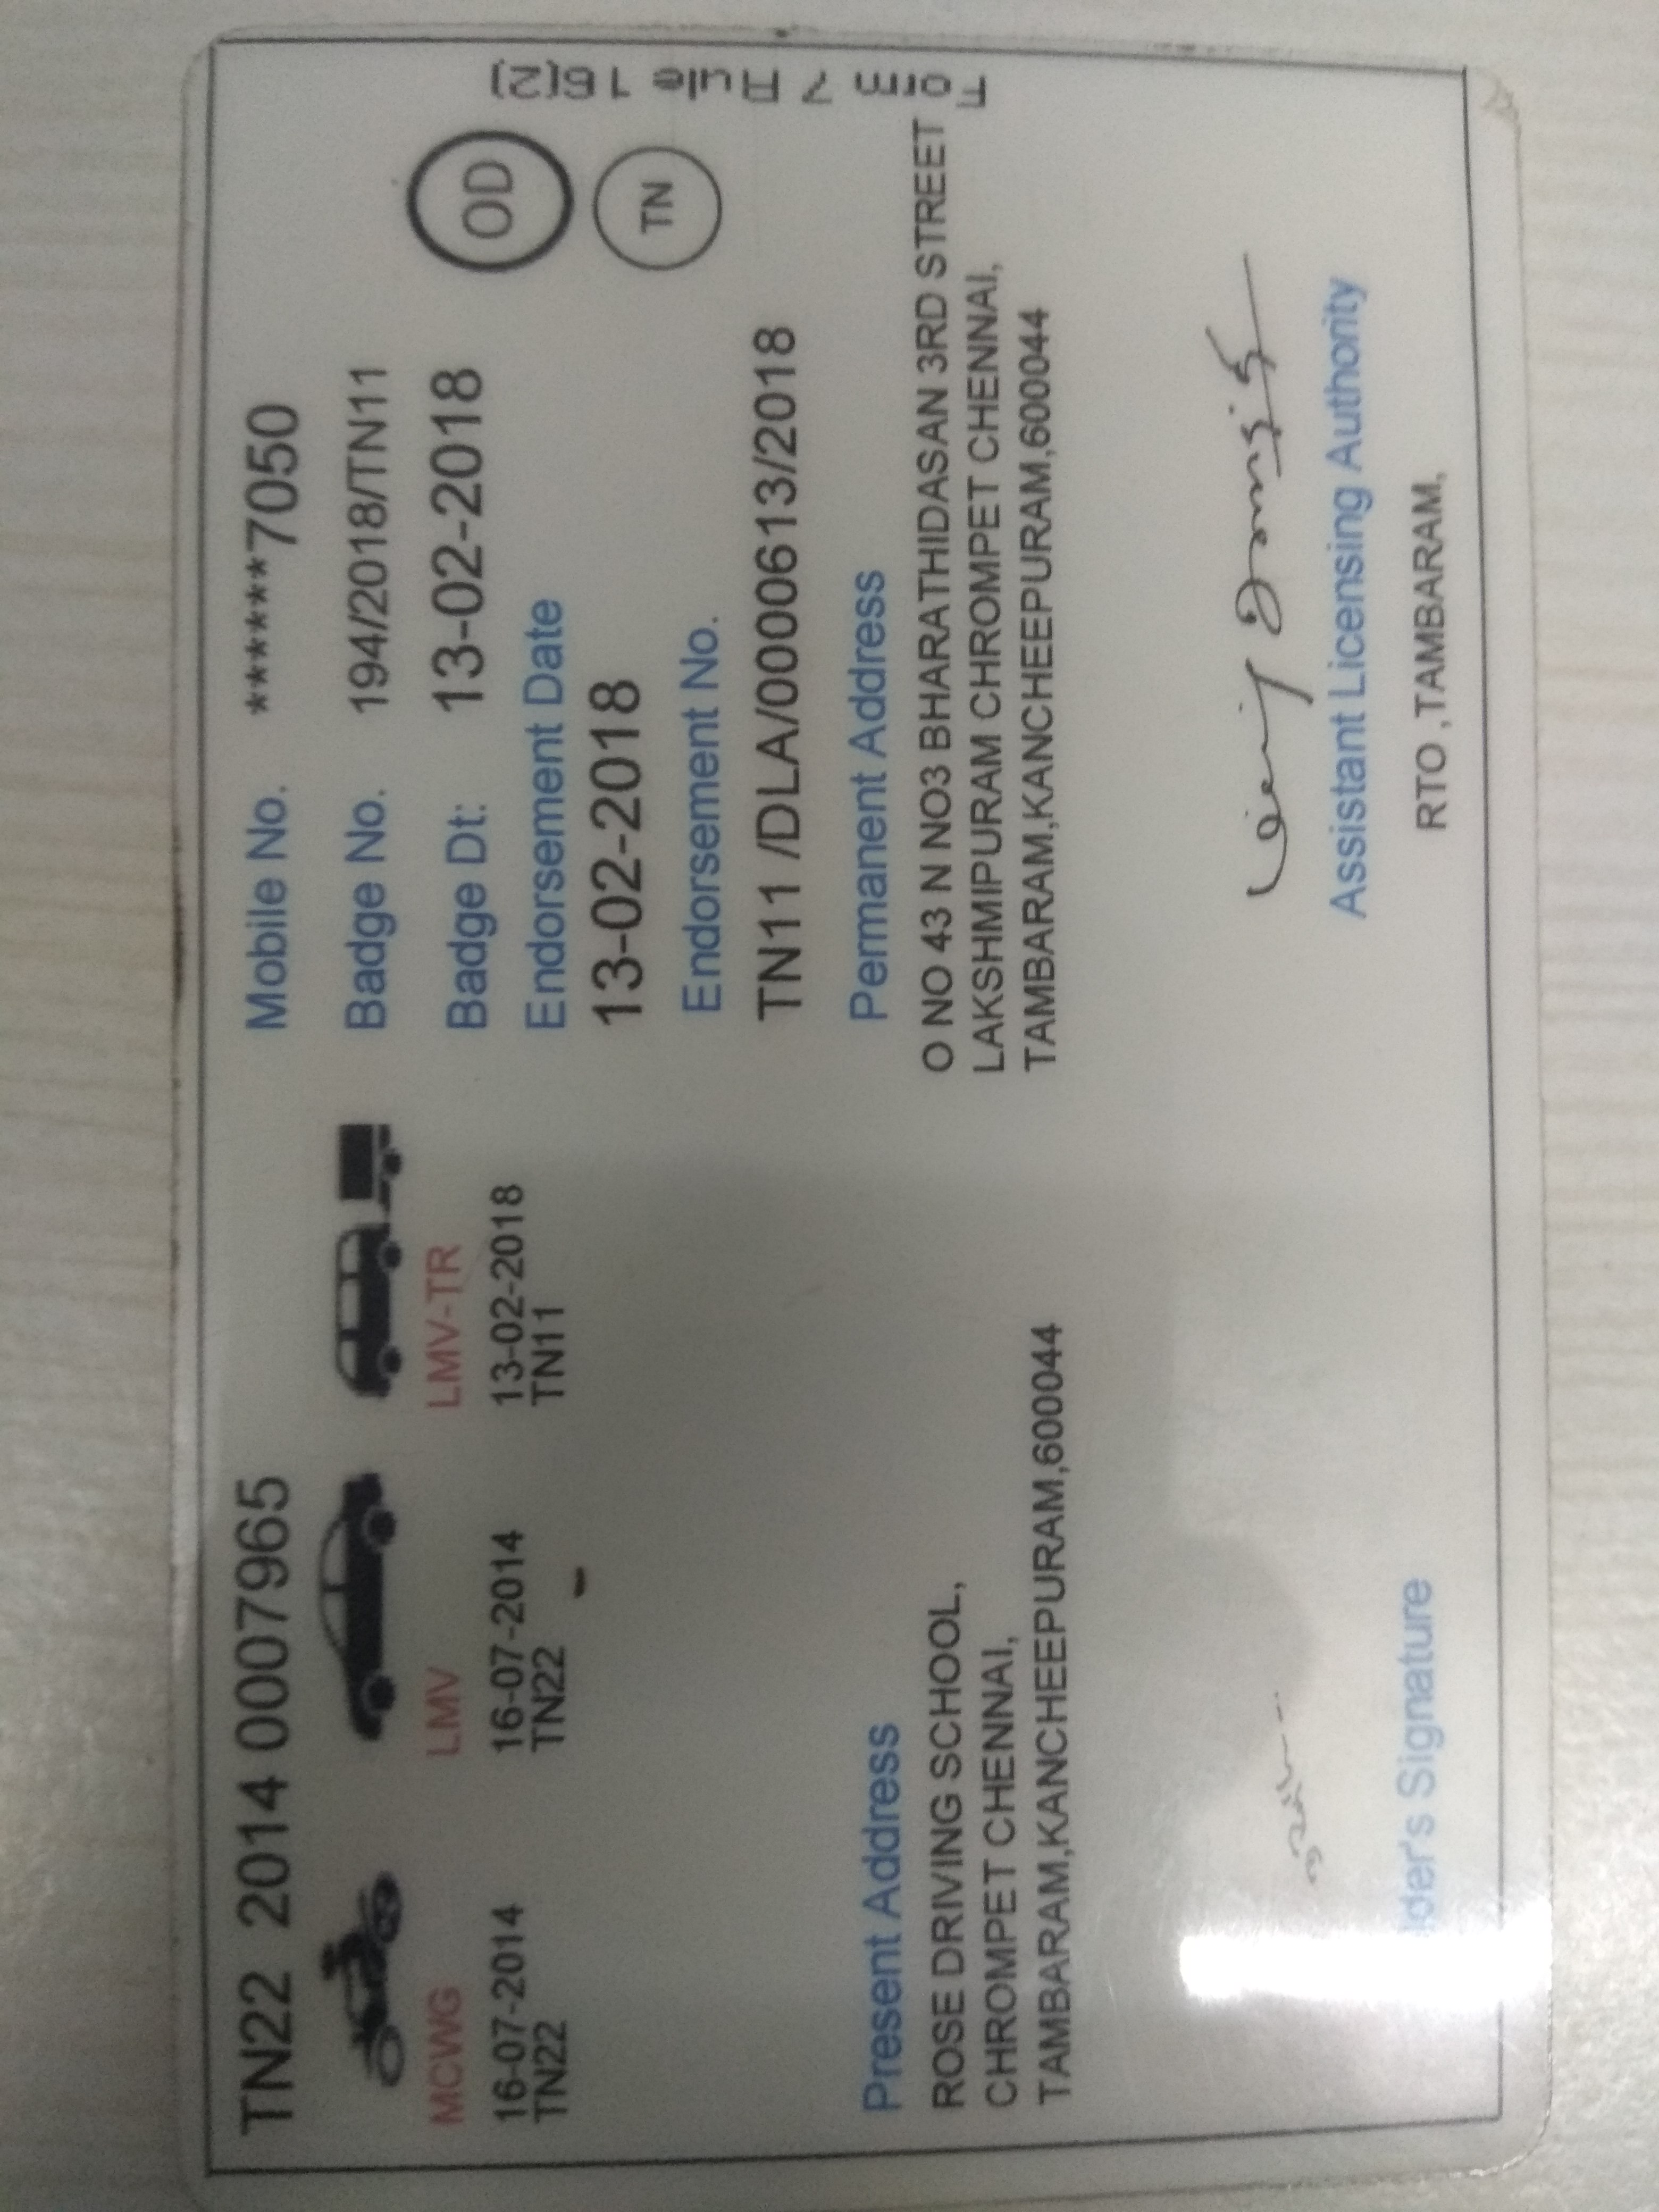 TN22 2014 0007965
MCWG
16-07-2014
TN22
LMV
16-07-2014
TN22
LMV-TR
13-02-2018
TN11
Present Address
ROSE DRIVING SCHOOL,
CHROMPET CHENNAI,
TAMBARAM,KANCHEEPURAM,600044
Signature
Mobile No. ******7050
Badge No. 194/2018/TN11
Badge Dt: 13-02-2018
Endorsement Date
13-02-2018
Endorsement No.
TN11 /DLA/000613/2018
Permanent Address
O NO 43 N NO3 BHARATHIDASAN 3RD STREET
LAKSHMIPURAM CHROMPET CHENNAI,
TAMBARAM,KANCHEEPURAM,600044
Assistant Licensing Authority
RTO ,TAMBARAM,
OD
TN
Form 7 Rule 16(2)